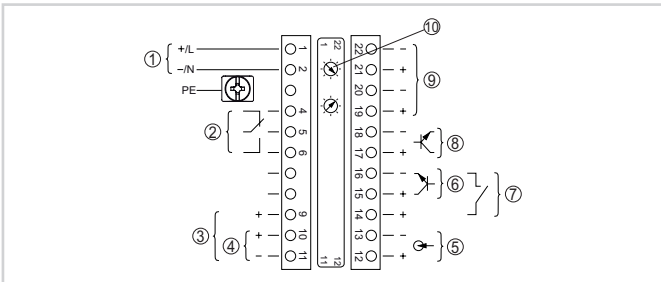 ① +/L 1
−/N 2
PE
② 4
5
6
③ + 9
④ + 10
− 11
1 22
11 12
⑩
22 −
21 + ⑨
20 −
19 +
18 − ⑧
17 +
16 − ⑥ ⑦
15 +
14 +
13 − ⑤
12 +